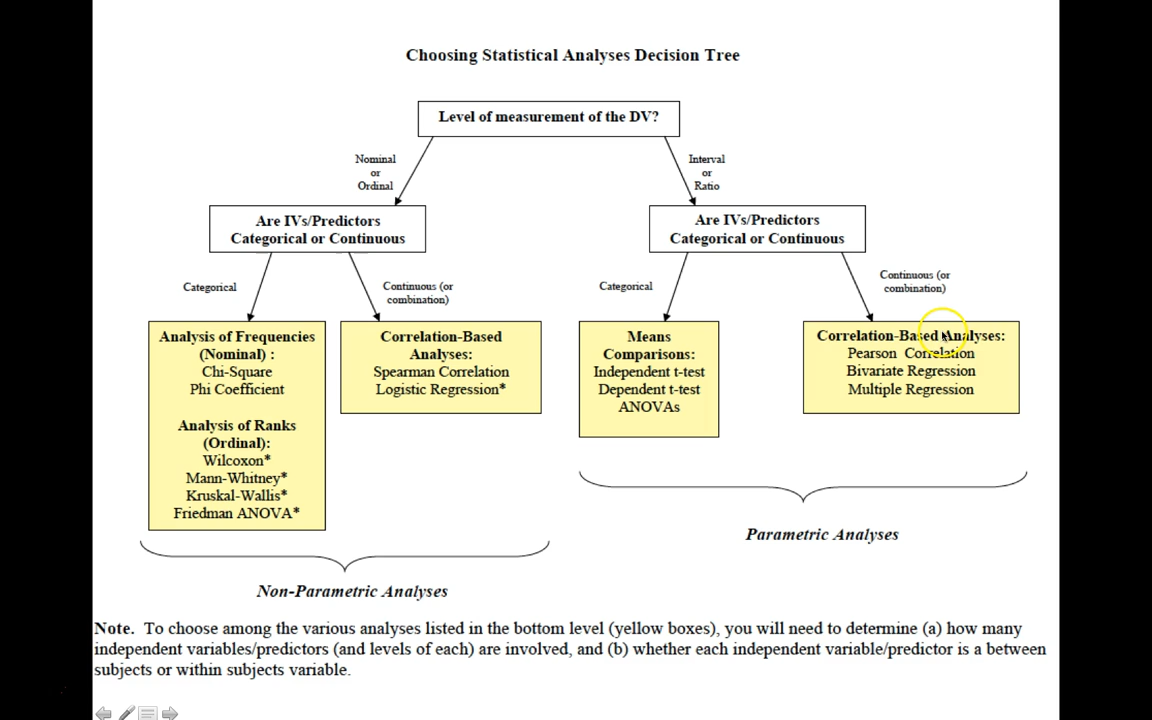 Choosing Statistical Analyses Decision Tree
Level of measurement of the DV?
Nominal
or
Ordinal
Interval
or
Ratio
Are IVs/Predictors
Categorical or Continuous
Are IVs/Predictors
Categorical or Continuous
Categorical
Continuous (or
combination)
Categorical
Continuous (or
combination)
Analysis of Frequencies
(Nominal) :
Chi-Square
Phi Coefficient
Analysis of Ranks
(Ordinal):
Wilcoxon*
Mann-Whitney*
Kruskal-Wallis*
Friedman ANOVA*
Correlation-Based
Analyses:
Spearman Correlation
Logistic Regression*
Means
Comparisons:
Independent t-test
Dependent t-test
ANOVAs
Correlation-Based Analyses:
Pearson Correlation
Bivariate Regression
Multiple Regression
Parametric Analyses
Non-Parametric Analyses
Note. To choose among the various analyses listed in the bottom level (yellow boxes), you will need to determine (a) how many
independent variables/predictors (and levels of each) are involved, and (b) whether each independent variable/predictor is a between
subjects or within subjects variable.